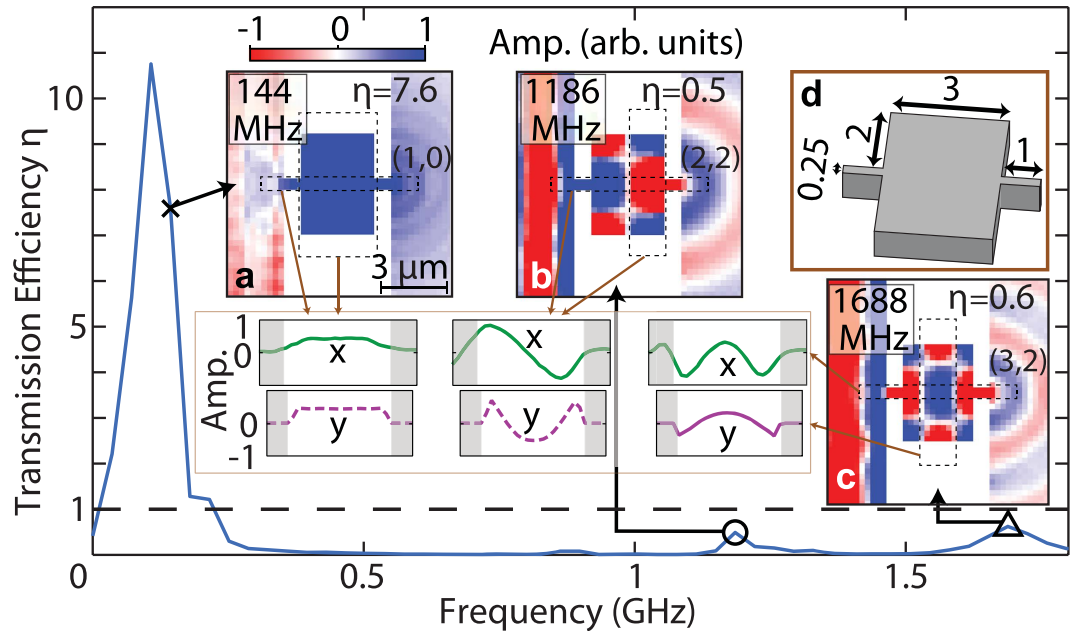 -1
0
1
Amp. (arb. units)
144
MHz
η=7.6
(1,0)
a
3 μm
1186
MHz
η=0.5
(2,2)
b
d
3
2
1
0.25
1688
MHz
η=0.6
(3,2)
c
1
0
x
x
x
Amp.
0
-1
y
y
y
10
5
1
Transmission Efficiency η
0
0.5
1
1.5
Frequency (GHz)